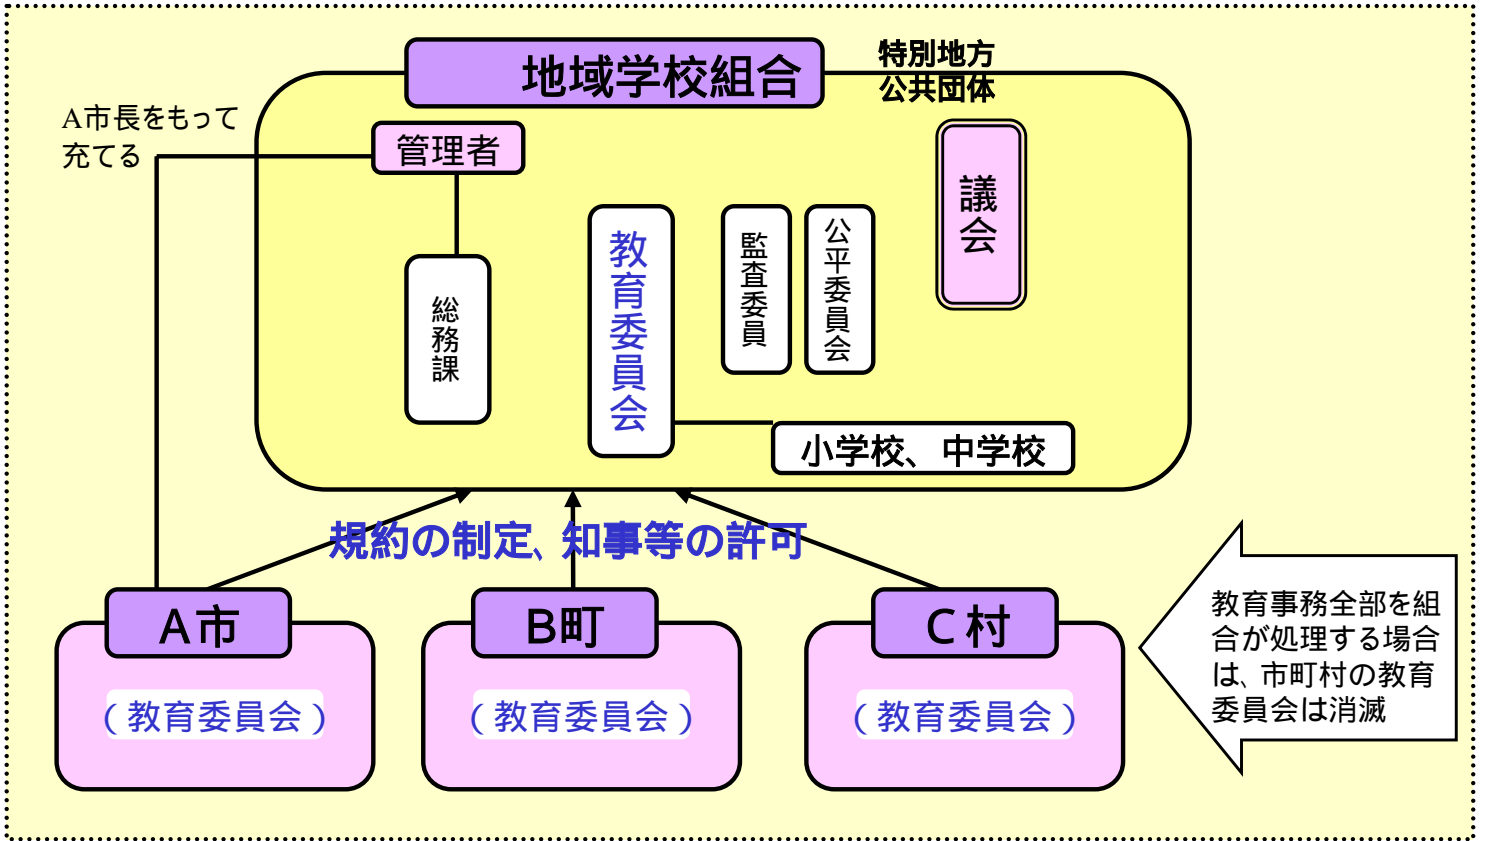 地域学校組合
特別地方
公共団体
A市長をもって
充てる
管理者
議会
教育委員会
監査委員
公平委員会
総務課
小学校、中学校
規約の制定、知事等の許可
A市
B町
C村
(教育委員会)
(教育委員会)
(教育委員会)
教育事務全部を組
合が処理する場合
は、市町村の教育
委員会は消滅